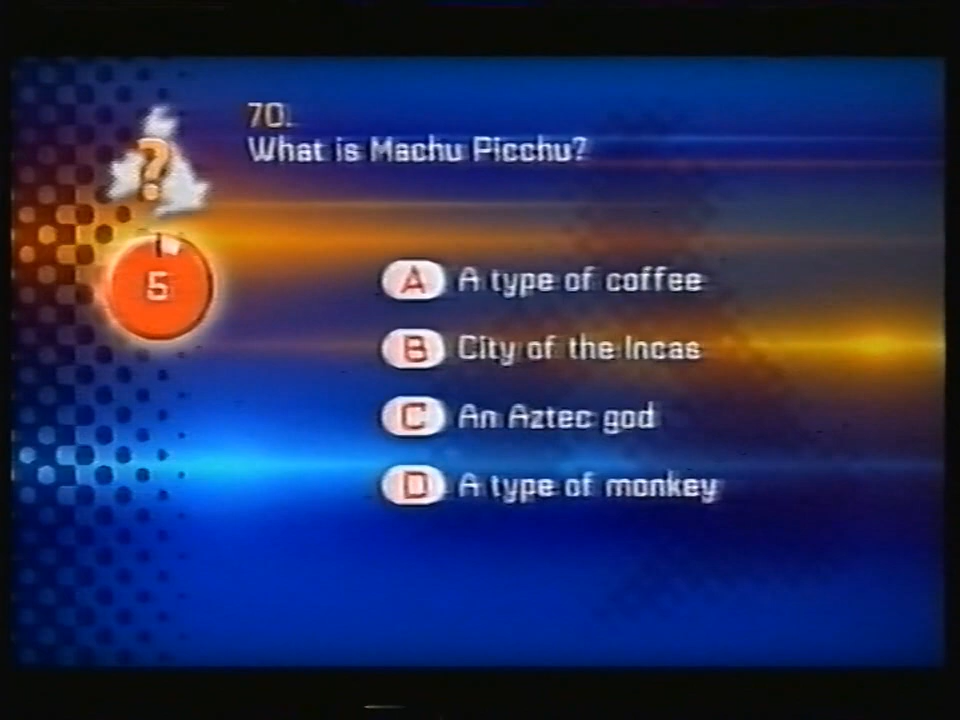 70.
What is Machu Picchu?
?
5
A A type of coffee
B City of the Incas
C An Aztec god
D A type of monkey